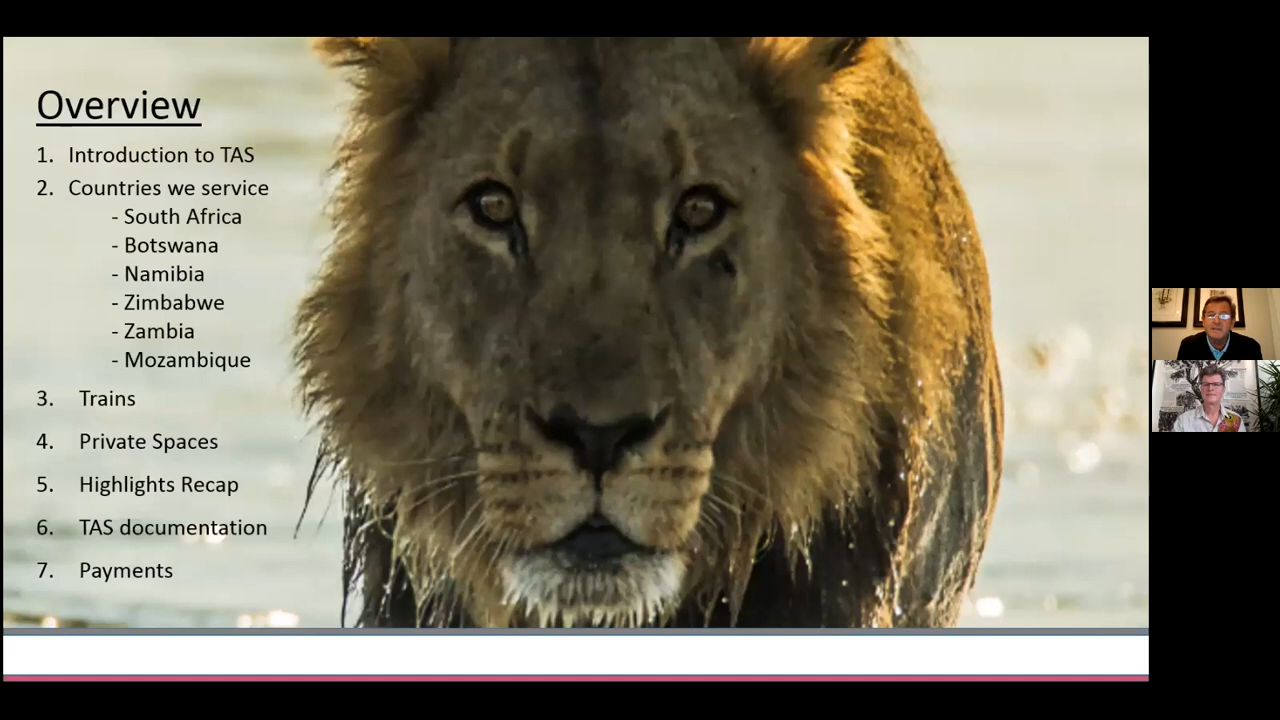 Overview
1. Introduction to TAS
2. Countries we service
- South Africa
- Botswana
- Namibia
- Zimbabwe
- Zambia
- Mozambique
3. Trains
4. Private Spaces
5. Highlights Recap
6. TAS documentation
7. Payments